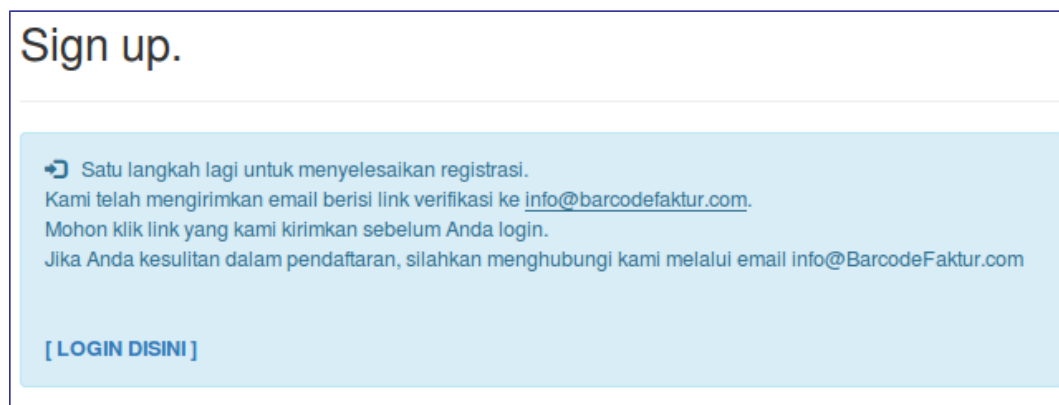 Sign up.
Satu langkah lagi untuk menyelesaikan registrasi.
Kami telah mengirimkan email berisi link verifikasi ke info@barcodefaktur.com.
Mohon klik link yang kami kirimkan sebelum Anda login.
Jika Anda kesulitan dalam pendaftaran, silahkan menghubungi kami melalui email info@BarcodeFaktur.com
[ LOGIN DISINI ]